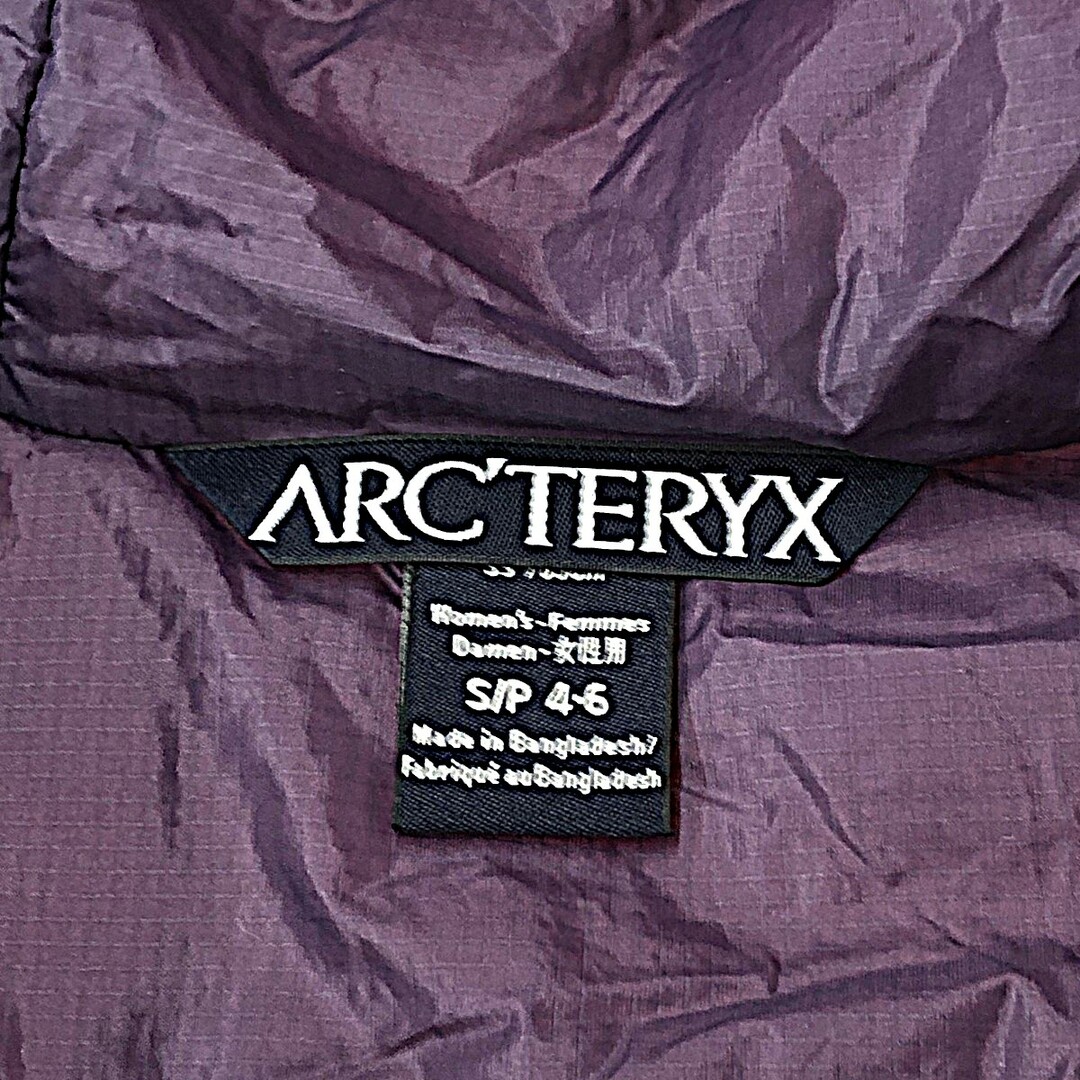 ARC'TERYX
Women's-Femmes
Damen-女性用
S/P 4-6
Made in Bangladesh/
Fabriqué au Bangladesh